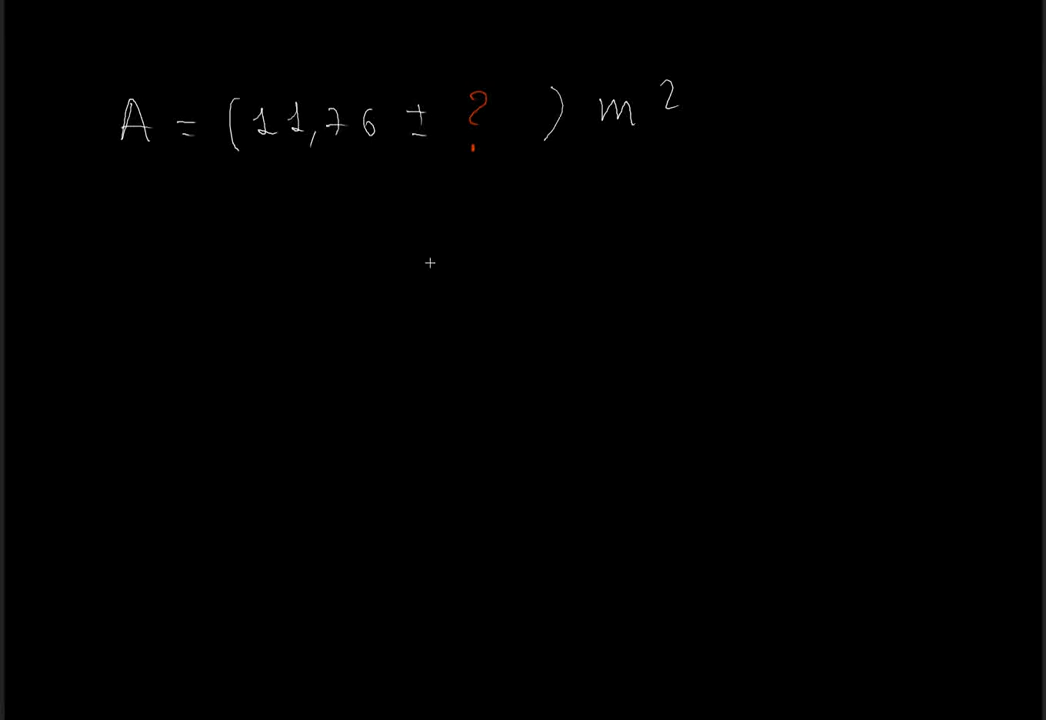 A = (11,76 ± ? ) m²